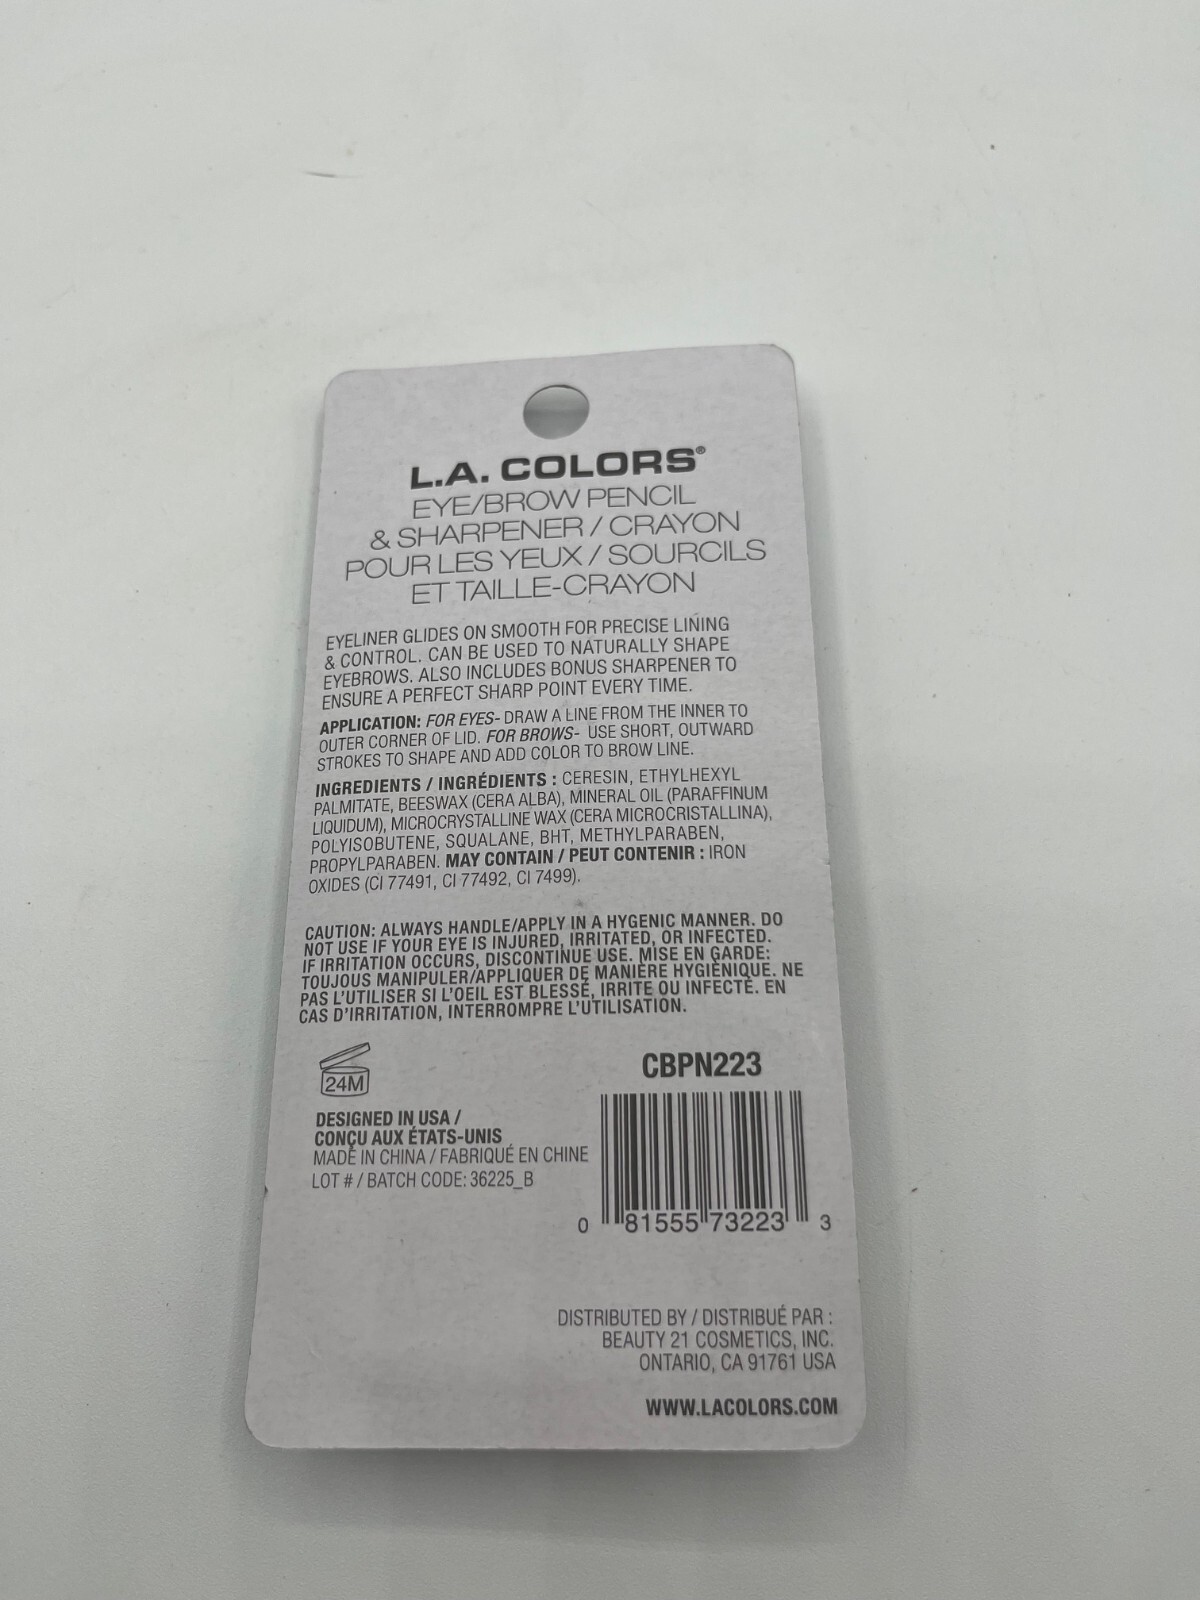 L.A. COLORS®
EYE/BROW PENCIL
& SHARPENER / CRAYON
POUR LES YEUX / SOURCILS
ET TAILLE-CRAYON
EYELINER GLIDES ON SMOOTH FOR PRECISE LINING
& CONTROL. CAN BE USED TO NATURALLY SHAPE
EYEBROWS. ALSO INCLUDES BONUS SHARPENER TO
ENSURE A PERFECT SHARP POINT EVERY TIME.
APPLICATION: FOR EYES- DRAW A LINE FROM THE INNER TO
OUTER CORNER OF LID. FOR BROWS- USE SHORT, OUTWARD
STROKES TO SHAPE AND ADD COLOR TO BROW LINE.
INGREDIENTS / INGRÉDIENTS : CERESIN, ETHYLHEXYL
PALMITATE, BEESWAX (CERA ALBA), MINERAL OIL (PARAFFINUM
LIQUIDUM), MICROCRYSTALLINE WAX (CERA MICROCRISTALLINA),
POLYISOBUTENE, SQUALANE, BHT, METHYLPARABEN,
PROPYLPARABEN. MAY CONTAIN / PEUT CONTENIR : IRON
OXIDES (CI 77491, CI 77492, CI 7499).
CAUTION: ALWAYS HANDLE/APPLY IN A HYGENIC MANNER. DO
NOT USE IF YOUR EYE IS INJURED, IRRITATED, OR INFECTED.
IF IRRITATION OCCURS, DISCONTINUE USE. MISE EN GARDE:
TOUJOUS MANIPULER/APPLIQUER DE MANIÈRE HYGIÉNIQUE. NE
PAS L'UTILISER SI L'OEIL EST BLESSÉ, IRRITE OU INFECTÉ. EN
CAS D'IRRITATION, INTERROMPRE L'UTILISATION.
24M
DESIGNED IN USA /
CONÇU AUX ÉTATS-UNIS
MADE IN CHINA / FABRIQUÉ EN CHINE
LOT # / BATCH CODE: 36225_B
CBPN223
0 81555 73223 3
DISTRIBUTED BY / DISTRIBUÉ PAR :
BEAUTY 21 COSMETICS, INC.
ONTARIO, CA 91761 USA
WWW.LACOLORS.COM